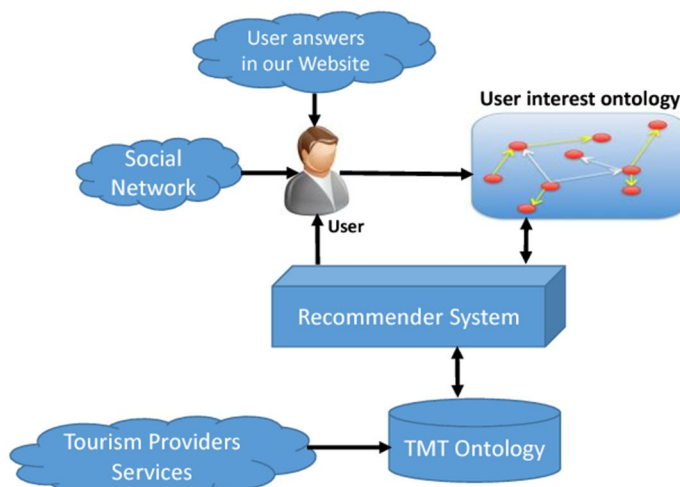 User answers
in our Website
User interest ontology
Social
Network
User
Recommender System
Tourism Providers
Services
TMT Ontology